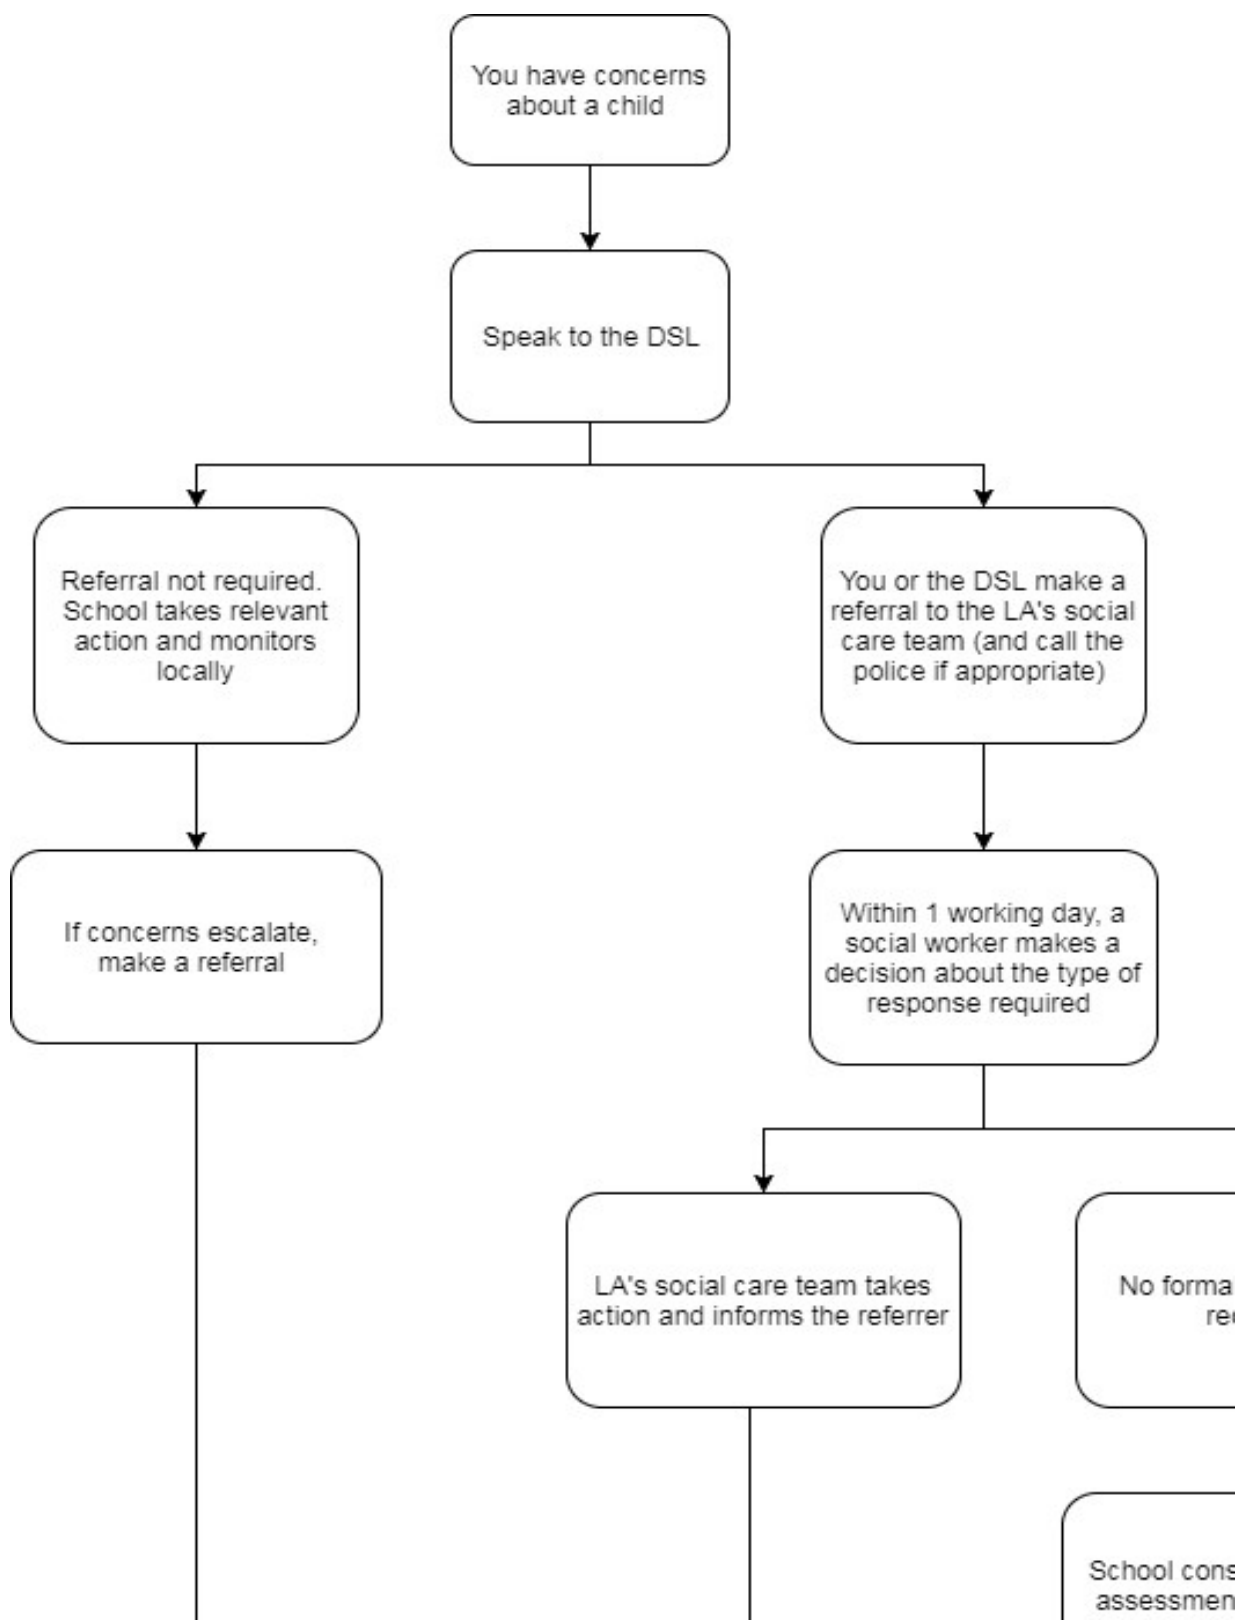 You have concerns
about a child
Speak to the DSL
Referral not required.
School takes relevant
action and monitors
locally
You or the DSL make a
referral to the LA's social
care team (and call the
police if appropriate)
If concerns escalate,
make a referral
Within 1 working day, a
social worker makes a
decision about the type of
response required
LA's social care team takes
action and informs the referrer
No
School